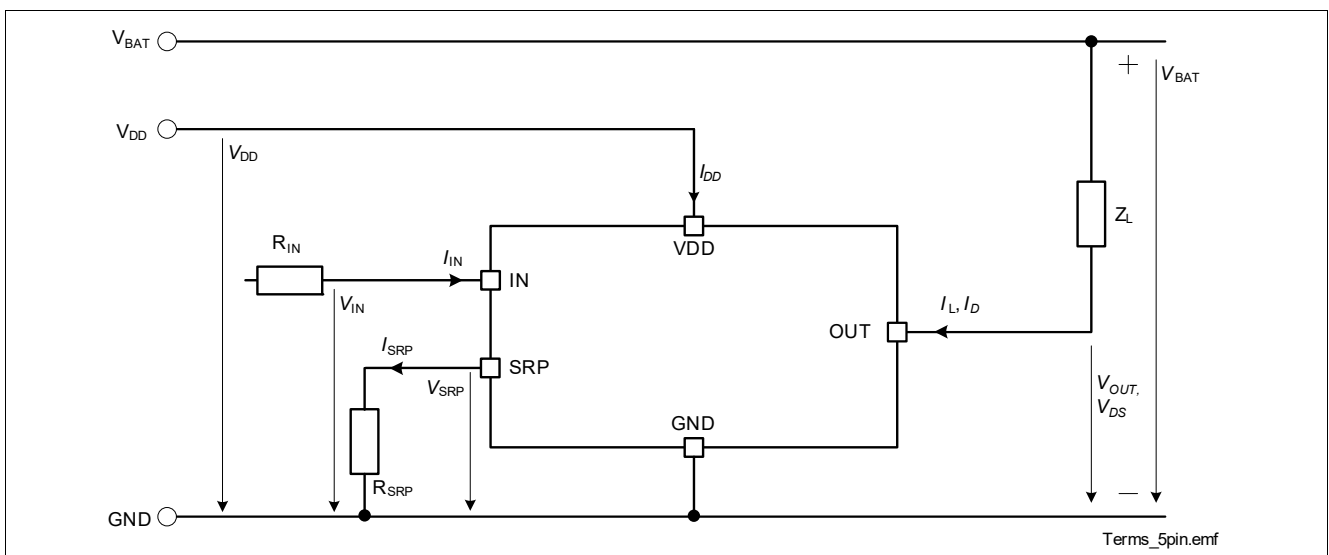 VBAT
VBAT
VDD
VDD
IDD
RIN
IIN
VIN
IN
VDD
ZL
IL, ID
OUT
ISRP
VSRP
SRP
VOUT,
VDS
GND
RSRP
GND
+
−
Terms_5pin.emf